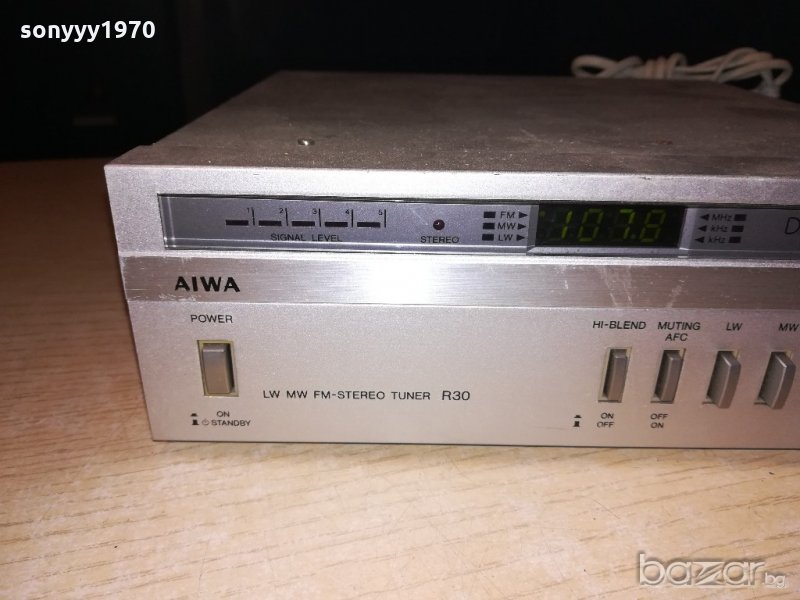 sonyyy1970
1 2 3 4 5
SIGNAL LEVEL
STEREO
FM
MW
LW
107.8
MHz
kHz
kHz
D
AIWA
POWER
ON
STANDBY
LW MW FM-STEREO TUNER R30
HI-BLEND
MUTING
AFC
LW
MW
ON
OFF
OFF
ON
bazar.bg